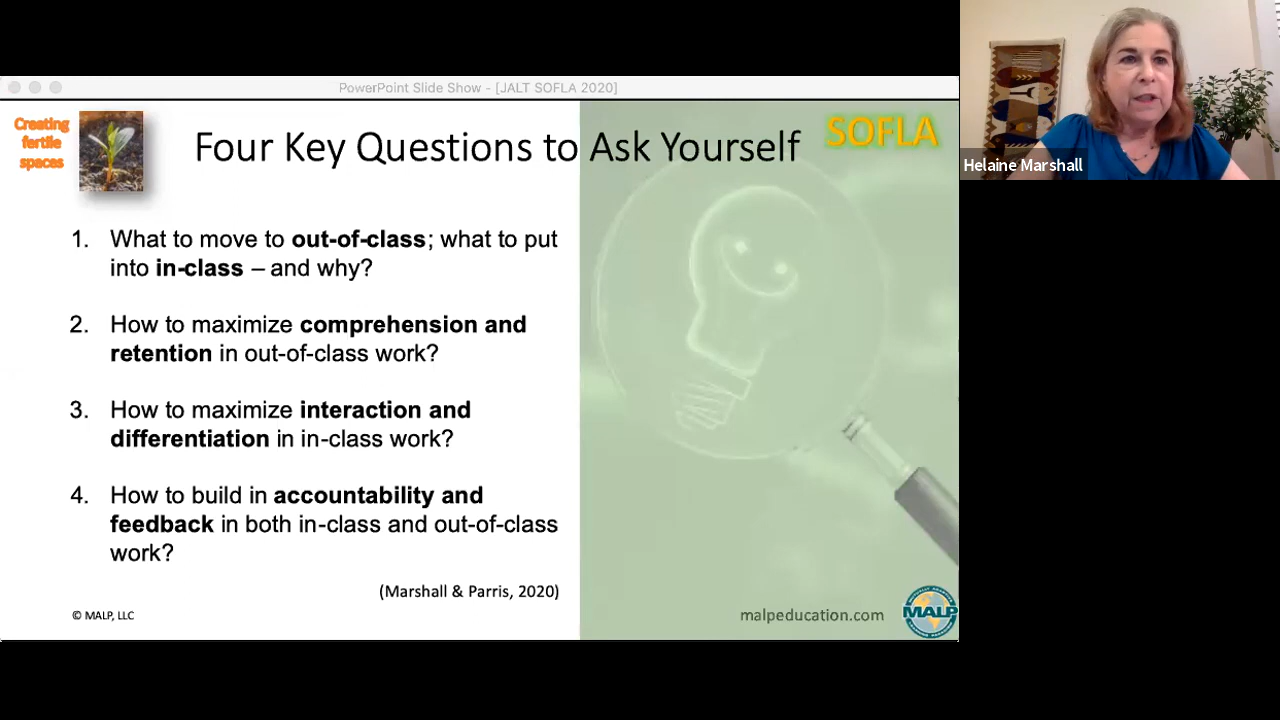 PowerPoint Slide Show - [JALT SOFLA 2020]
Creating
fertile
spaces
Four Key Questions to Ask Yourself
SOFLA
Helaine Marshall
1. What to move to out-of-class; what to put
into in-class – and why?
2. How to maximize comprehension and
retention in out-of-class work?
3. How to maximize interaction and
differentiation in in-class work?
4. How to build in accountability and
feedback in both in-class and out-of-class
work?
(Marshall & Parris, 2020)
© MALP, LLC
malpeducation.com
MALP